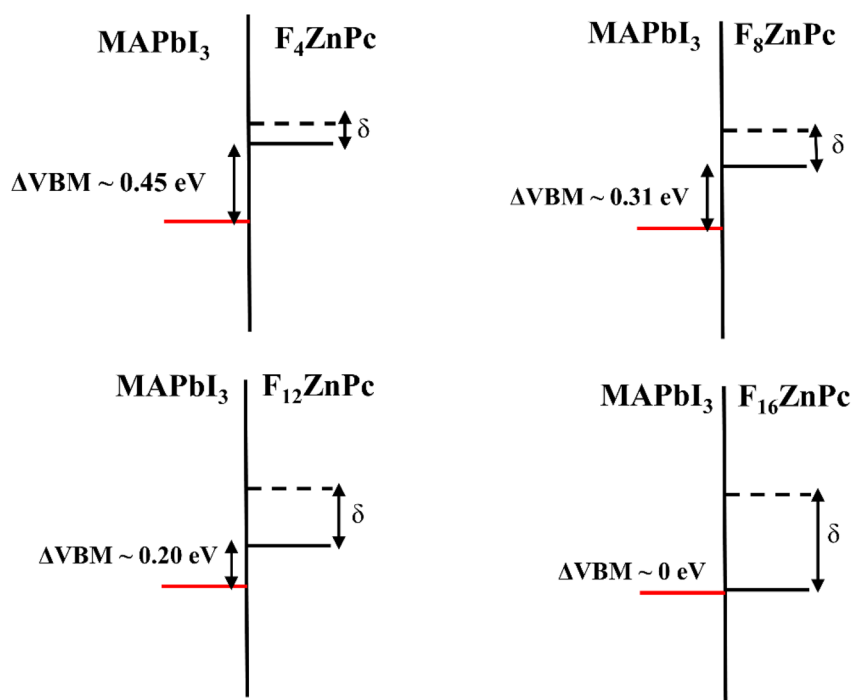 MAPbI₃ F₄ZnPc
δ
ΔVBM ~ 0.45 eV
MAPbI₃ F₈ZnPc
δ
ΔVBM ~ 0.31 eV
MAPbI₃ F₁₂ZnPc
δ
ΔVBM ~ 0.20 eV
MAPbI₃ F₁₆ZnPc
δ
ΔVBM ~ 0 eV